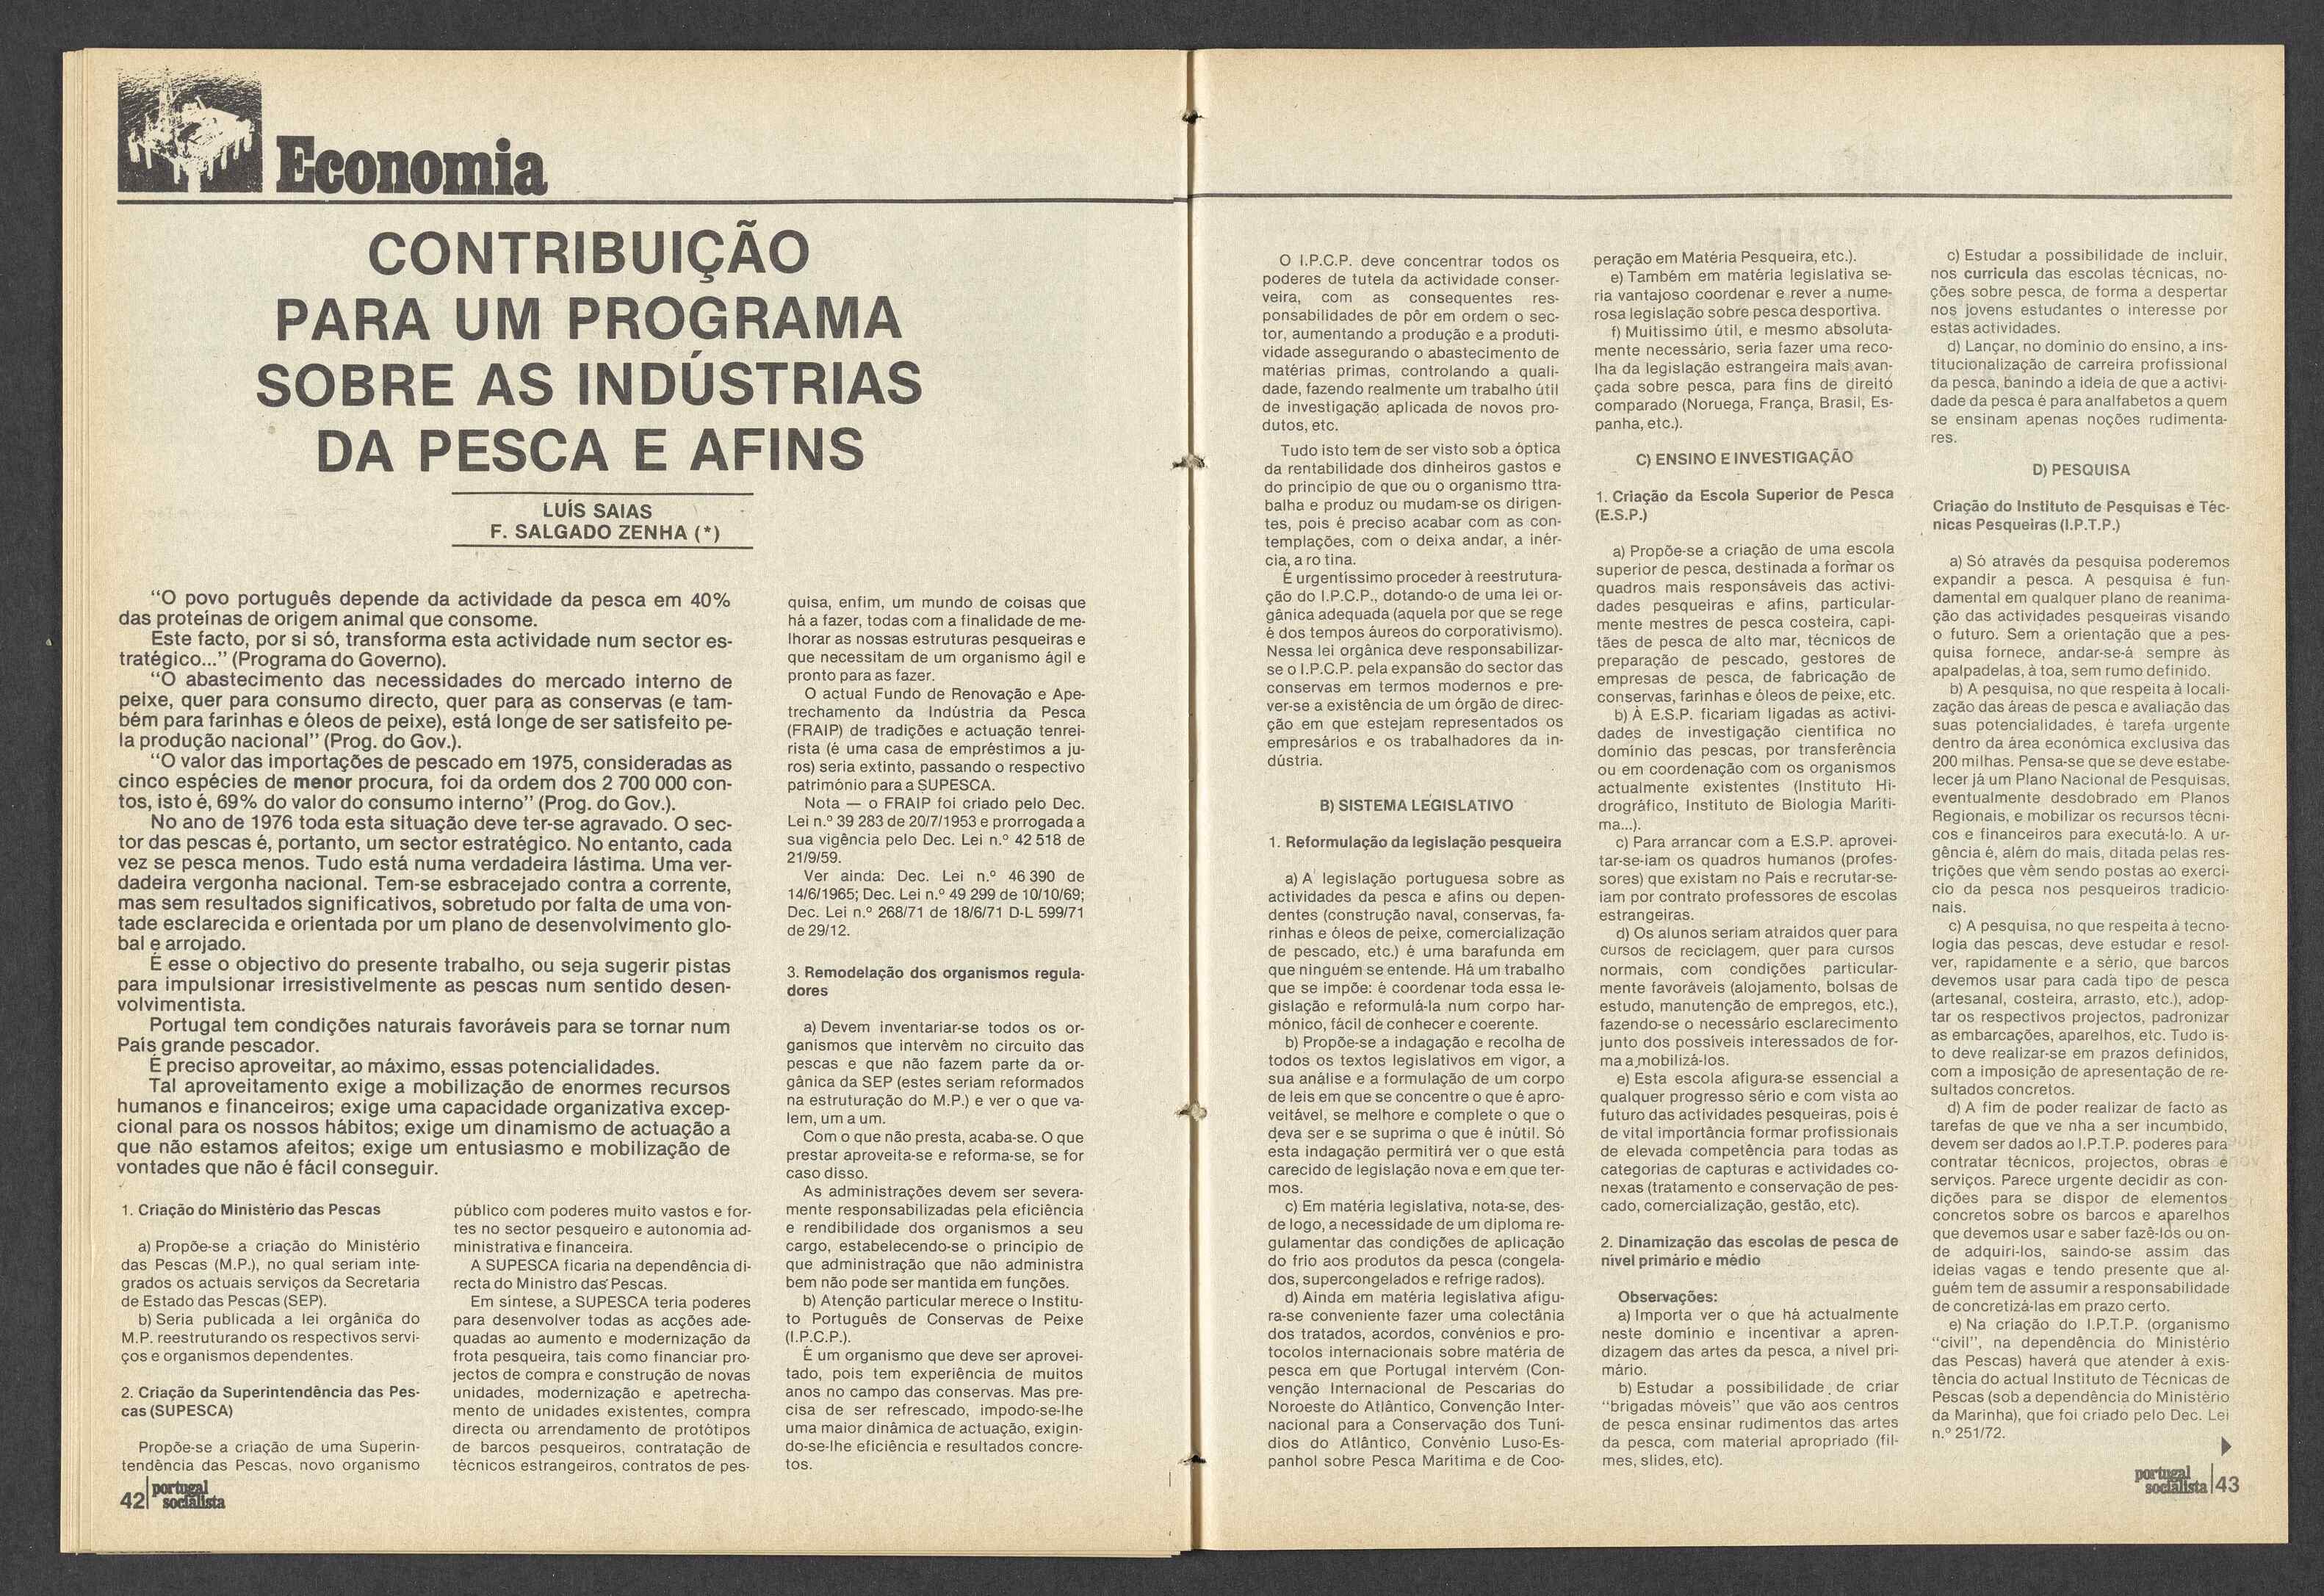 Economia
CONTRIBUIÇÃO
PARA UM PROGRAMA
SOBRE AS INDÚSTRIAS
DA PESCA E AFINS
LUÍS SAIAS
F. SALGADO ZENHA (*)
"O povo português depende da actividade da pesca em 40%
das proteínas de origem animal que consome.
Este facto, por si só, transforma esta actividade num sector es-
tratégico..." (Programa do Governo).
"O abastecimento das necessidades do mercado interno de
peixe, quer para consumo directo, quer para as conservas (e tam-
bém para farinhas e óleos de peixe), está longe de ser satisfeito pe-
la produção nacional" (Prog. do Gov.).
"O valor das importações de pescado em 1975, consideradas as
cinco espécies de menor procura, foi da ordem dos 2 700 000 con-
tos, isto é, 69% do valor do consumo interno" (Prog. do Gov.).
No ano de 1976 toda esta situação deve ter-se agravado. O sec-
tor das pescas é, portanto, um sector estratégico. No entanto, cada
vez se pesca menos. Tudo está numa verdadeira lástima. Uma ver-
dadeira vergonha nacional. Tem-se esbracejado contra a corrente,
mas sem resultados significativos, sobretudo por falta de uma von-
tade esclarecida e orientada por um plano de desenvolvimento glo-
bal e arrojado.
É esse o objectivo do presente trabalho, ou seja sugerir pistas
para impulsionar irresistivelmente as pescas num sentido desen-
volvimentista.
Portugal tem condições naturais favoráveis para se tornar num
País grande pescador.
É preciso aproveitar, ao máximo, essas potencialidades.
Tal aproveitamento exige a mobilização de enormes recursos
humanos e financeiros; exige uma capacidade organizativa excep-
cional para os nossos hábitos; exige um dinamismo de actuação a
que não estamos afeitos; exige um entusiasmo e mobilização de
vontades que não é fácil conseguir.
1. Criação do Ministério das Pescas
a) Propõe-se a criação do Ministério
das Pescas (M.P.), no qual seriam inte-
grados os actuais serviços da Secretaria
de Estado das Pescas (SEP).
b) Seria publicada a lei orgânica do
M.P. reestruturando os respectivos servi-
ços e organismos dependentes.
2. Criação da Superintendência das Pes-
cas (SUPESCA)
Propõe-se a criação de uma Superin-
tendência das Pescas, novo organismo
público com poderes muito vastos e for-
tes no sector pesqueiro e autonomia ad-
ministrativa e financeira.
A SUPESCA ficaria na dependência di-
recta do Ministro das Pescas.
Em síntese, a SUPESCA teria poderes
para desenvolver todas as acções ade-
quadas ao aumento e modernização da
frota pesqueira, tais como financiar pro-
jectos de compra e construção de novas
unidades, modernização e apetrecha-
mento de unidades existentes, compra
directa ou arrendamento de protótipos
de barcos pesqueiros, contratação de
técnicos estrangeiros, contratos de pes-
quisa, enfim, um mundo de coisas que
há a fazer, todas com a finalidade de me-
lhorar as nossas estruturas pesqueiras e
que necessitam de um organismo ágil e
pronto para as fazer.
O actual Fundo de Renovação e Ape-
trechamento da Indústria da Pesca
(FRAIP) de tradições e actuação tenrei-
rista (é uma casa de empréstimos a ju-
ros) seria extinto, passando o respectivo
património para a SUPESCA.
Nota — o FRAIP foi criado pelo Dec.
Lei n.º 39 283 de 20/7/1953 e prorrogada a
sua vigência pelo Dec. Lei n.º 42 518 de
21/9/59.
Ver ainda: Dec. Lei n.º 46 390 de
14/6/1965; Dec. Lei n.º 49 299 de 10/10/69;
Dec. Lei n.º 268/71 de 18/6/71 D-L 599/71
de 29/12.
3. Remodelação dos organismos regula-
dores
a) Devem inventariar-se todos os or-
ganismos que intervêm no circuito das
pescas e que não fazem parte da or-
gânica da SEP (estes seriam reformados
na estruturação do M.P.) e ver o que va-
lem, um a um.
Com o que não presta, acaba-se. O que
prestar aproveita-se e reforma-se, se for
caso disso.
As administrações devem ser severa-
mente responsabilizadas pela eficiência
e rendibilidade dos organismos a seu
cargo, estabelecendo-se o princípio de
que administração que não administra
bem não pode ser mantida em funções.
b) Atenção particular merece o Institu-
to Português de Conservas de Peixe
(I.P.C.P.).
É um organismo que deve ser aprovei-
tado, pois tem experiência de muitos
anos no campo das conservas. Mas pre-
cisa de ser refrescado, impodo-se-lhe
uma maior dinâmica de actuação, exigin-
do-se-lhe eficiência e resultados concre-
tos.
42 portugal
socialista
O I.P.C.P. deve concentrar todos os
poderes de tutela da actividade conser-
veira, com as consequentes res-
ponsabilidades de pôr em ordem o sec-
tor, aumentando a produção e a produti-
vidade assegurando o abastecimento de
matérias primas, controlando a quali-
dade, fazendo realmente um trabalho útil
de investigação aplicada de novos pro-
dutos, etc.
Tudo isto tem de ser visto sob a óptica
da rentabilidade dos dinheiros gastos e
do princípio de que ou o organismo ttra-
balha e produz ou mudam-se os dirigen-
tes, pois é preciso acabar com as con-
templações, com o deixa andar, a inér-
cia, a ro tina.
É urgentíssimo proceder à reestrutura-
ção do I.P.C.P., dotando-o de uma lei or-
gânica adequada (aquela por que se rege
é dos tempos áureos do corporativismo).
Nessa lei orgânica deve responsabilizar-
se o I.P.C.P. pela expansão do sector das
conservas em termos modernos e pre-
ver-se a existência de um órgão de direc-
ção em que estejam representados os
empresários e os trabalhadores da in-
dústria.
B) SISTEMA LEGISLATIVO
1. Reformulação da legislação pesqueira
a) A legislação portuguesa sobre as
actividades da pesca e afins ou depen-
dentes (construção naval, conservas, fa-
rinhas e óleos de peixe, comercialização
de pescado, etc.) é uma barafunda em
que ninguém se entende. Há um trabalho
que se impõe: é coordenar toda essa le-
gislação e reformulá-la num corpo har-
mónico, fácil de conhecer e coerente.
b) Propõe-se a indagação e recolha de
todos os textos legislativos em vigor, a
sua análise e a formulação de um corpo
de leis em que se concentre o que é apro-
veitável, se melhore e complete o que o
deva ser e se suprima o que é inútil. Só
esta indagação permitirá ver o que está
carecido de legislação nova e em que ter-
mos.
c) Em matéria legislativa, nota-se, des-
de logo, a necessidade de um diploma re-
gulamentar das condições de aplicação
do frio aos produtos da pesca (congela-
dos, supercongelados e refrige rados).
d) Ainda em matéria legislativa afigu-
ra-se conveniente fazer uma colectânia
dos tratados, acordos, convénios e pro-
tocolos internacionais sobre matéria de
pesca em que Portugal intervém (Con-
venção Internacional de Pescarias do
Noroeste do Atlântico, Convenção Inter-
nacional para a Conservação dos Tuní-
dios do Atlântico, Convénio Luso-Es-
panhol sobre Pesca Marítima e de Coo-
peração em Matéria Pesqueira, etc.).
e) Também em matéria legislativa se-
ria vantajoso coordenar e rever a nume-
rosa legislação sobre pesca desportiva.
f) Muitíssimo útil, e mesmo absoluta-
mente necessário, seria fazer uma reco-
lha da legislação estrangeira mais avan-
çada sobre pesca, para fins de direito
comparado (Noruega, França, Brasil, Es-
panha, etc.).
C) ENSINO E INVESTIGAÇÃO
1. Criação da Escola Superior de Pesca
(E.S.P.)
a) Propõe-se a criação de uma escola
superior de pesca, destinada a formar os
quadros mais responsáveis das activi-
dades pesqueiras e afins, particular-
mente mestres de pesca costeira, capi-
tães de pesca de alto mar, técnicos de
preparação de pescado, gestores de
empresas de pesca, de fabricação de
conservas, farinhas e óleos de peixe, etc.
b) À E.S.P. ficariam ligadas as activi-
dades de investigação científica no
domínio das pescas, por transferência
ou em coordenação com os organismos
actualmente existentes (Instituto Hi-
drográfico, Instituto de Biologia Maríti-
ma...).
c) Para arrancar com a E.S.P. aprovei-
tar-se-iam os quadros humanos (profes-
sores) que existam no País e recrutar-se-
iam por contrato professores de escolas
estrangeiras.
d) Os alunos seriam atraídos quer para
cursos de reciclagem, quer para cursos
normais, com condições particular-
mente favoráveis (alojamento, bolsas de
estudo, manutenção de empregos, etc.),
fazendo-se o necessário esclarecimento
junto dos possíveis interessados de for-
ma a mobilizá-los.
e) Esta escola afigura-se essencial a
qualquer progresso sério e com vista ao
futuro das actividades pesqueiras, pois é
de vital importância formar profissionais
de elevada competência para todas as
categorias de capturas e actividades co-
nexas (tratamento e conservação de pes-
cado, comercialização, gestão, etc).
2. Dinamização das escolas de pesca de
nível primário e médio
Observações:
a) Importa ver o que há actualmente
neste domínio e incentivar a apren-
dizagem das artes da pesca, a nível pri-
mário.
b) Estudar a possibilidade de criar
"brigadas móveis" que vão aos centros
de pesca ensinar rudimentos das artes
da pesca, com material apropriado (fil-
mes, slides, etc).
c) Estudar a possibilidade de incluir,
nos curricula das escolas técnicas, no-
ções sobre pesca, de forma a despertar
nos jovens estudantes o interesse por
estas actividades.
d) Lançar, no domínio do ensino, a ins-
titucionalização de carreira profissional
da pesca, banindo a ideia de que a activi-
dade da pesca é para analfabetos a quem
se ensinam apenas noções rudimenta-
res.
D) PESQUISA
Criação do Instituto de Pesquisas e Téc-
nicas Pesqueiras (I.P.T.P.)
a) Só através da pesquisa poderemos
expandir a pesca. A pesquisa é fun-
damental em qualquer plano de reanima-
ção das actividades pesqueiras visando
o futuro. Sem a orientação que a pes-
quisa fornece, andar-se-á sempre às
apalpadelas, à toa, sem rumo definido.
b) A pesquisa, no que respeita à locali-
zação das áreas de pesca e avaliação das
suas potencialidades, é tarefa urgente
dentro da área económica exclusiva das
200 milhas. Pensa-se que se deve estabe-
lecer já um Plano Nacional de Pesquisas,
eventualmente desdobrado em Planos
Regionais, e mobilizar os recursos técni-
cos e financeiros para executá-lo. A ur-
gência é, além do mais, ditada pelas res-
trições que vêm sendo postas ao exercí-
cio da pesca nos pesqueiros tradicio-
nais.
c) A pesquisa, no que respeita à tecno-
logia das pescas, deve estudar e resol-
ver, rapidamente e a sério, que barcos
devemos usar para cada tipo de pesca
(artesanal, costeira, arrasto, etc.), adop-
tar os respectivos projectos, padronizar
as embarcações, aparelhos, etc. Tudo is-
to deve realizar-se em prazos definidos,
com a imposição de apresentação de re-
sultados concretos.
d) A fim de poder realizar de facto as
tarefas de que ve nha a ser incumbido,
devem ser dados ao I.P.T.P. poderes para
contratar técnicos, projectos, obras e
serviços. Parece urgente decidir as con-
dições para se dispor de elementos
concretos sobre os barcos e aparelhos
que devemos usar e saber fazê-los ou on-
de adquiri-los, saindo-se assim das
ideias vagas e tendo presente que al-
guém tem de assumir a responsabilidade
de concretizá-las em prazo certo.
e) Na criação do I.P.T.P. (organismo
"civil", na dependência do Ministério
das Pescas) haverá que atender à exis-
tência do actual Instituto de Técnicas de
Pescas (sob a dependência do Ministério
da Marinha), que foi criado pelo Dec. Lei
n.º 251/72.
portugal
socialista 43